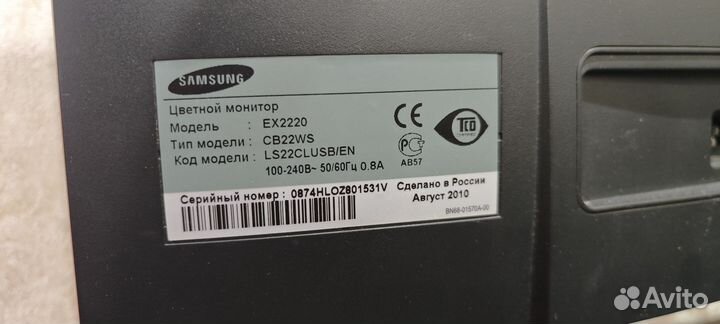 SAMSUNG
Цветной монитор
Модель : EX2220
Тип модели : CB22WS
Код модели : LS22CLUSB/EN
100-240В~ 50/60Гц 0.8А
CE
TCO
AB57
Серийный номер : 0874HLOZ801531V
Сделано в России
Август 2010
BN68-01570A-00
Avito